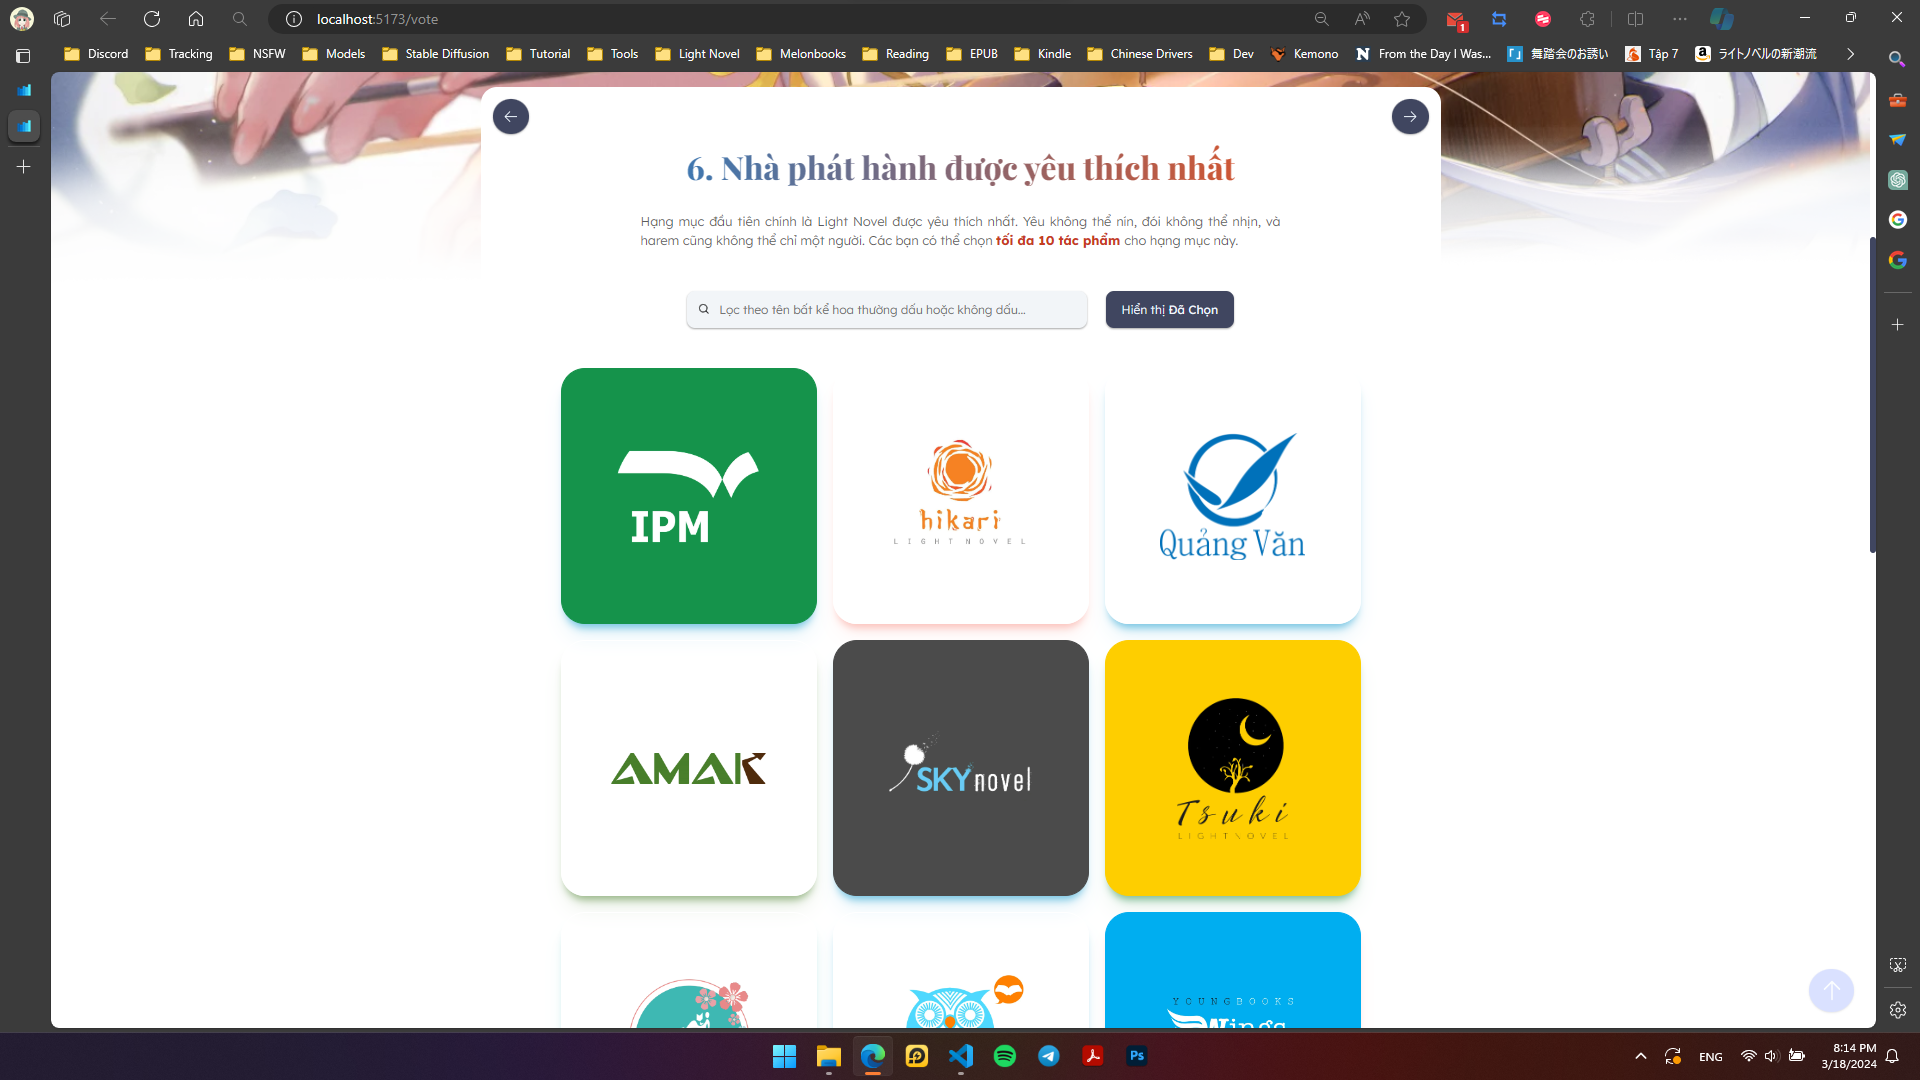 localhost:5173/vote
1
Discord
Tracking
NSFW
Models
Stable Diffusion
Tutorial
Tools
Light Novel
Melonbooks
Reading
EPUB
Kindle
Chinese Drivers
Dev
Kemono
From the Day I Was...
舞踏会のお誘い
Tập 7
ライトノベルの新潮流
6. Nhà phát hành được yêu thích nhất
Hạng mục đầu tiên chính là Light Novel được yêu thích nhất. Yêu không thể nín, đói không thể nhịn, và
harem cũng không thể chỉ một người. Các bạn có thể chọn tối đa 10 tác phẩm cho hạng mục này.
Lọc theo tên bất kể hoa thường dấu hoặc không dấu...
Hiển thị Đã Chọn
IPM
hikari
LIGHT NOVEL
Quảng Văn
AMAK
SKYnovel
Tsuki
LIGHTNOVEL
YOUNGBOOKS
Wings
Ps
ENG
8:14 PM
3/18/2024